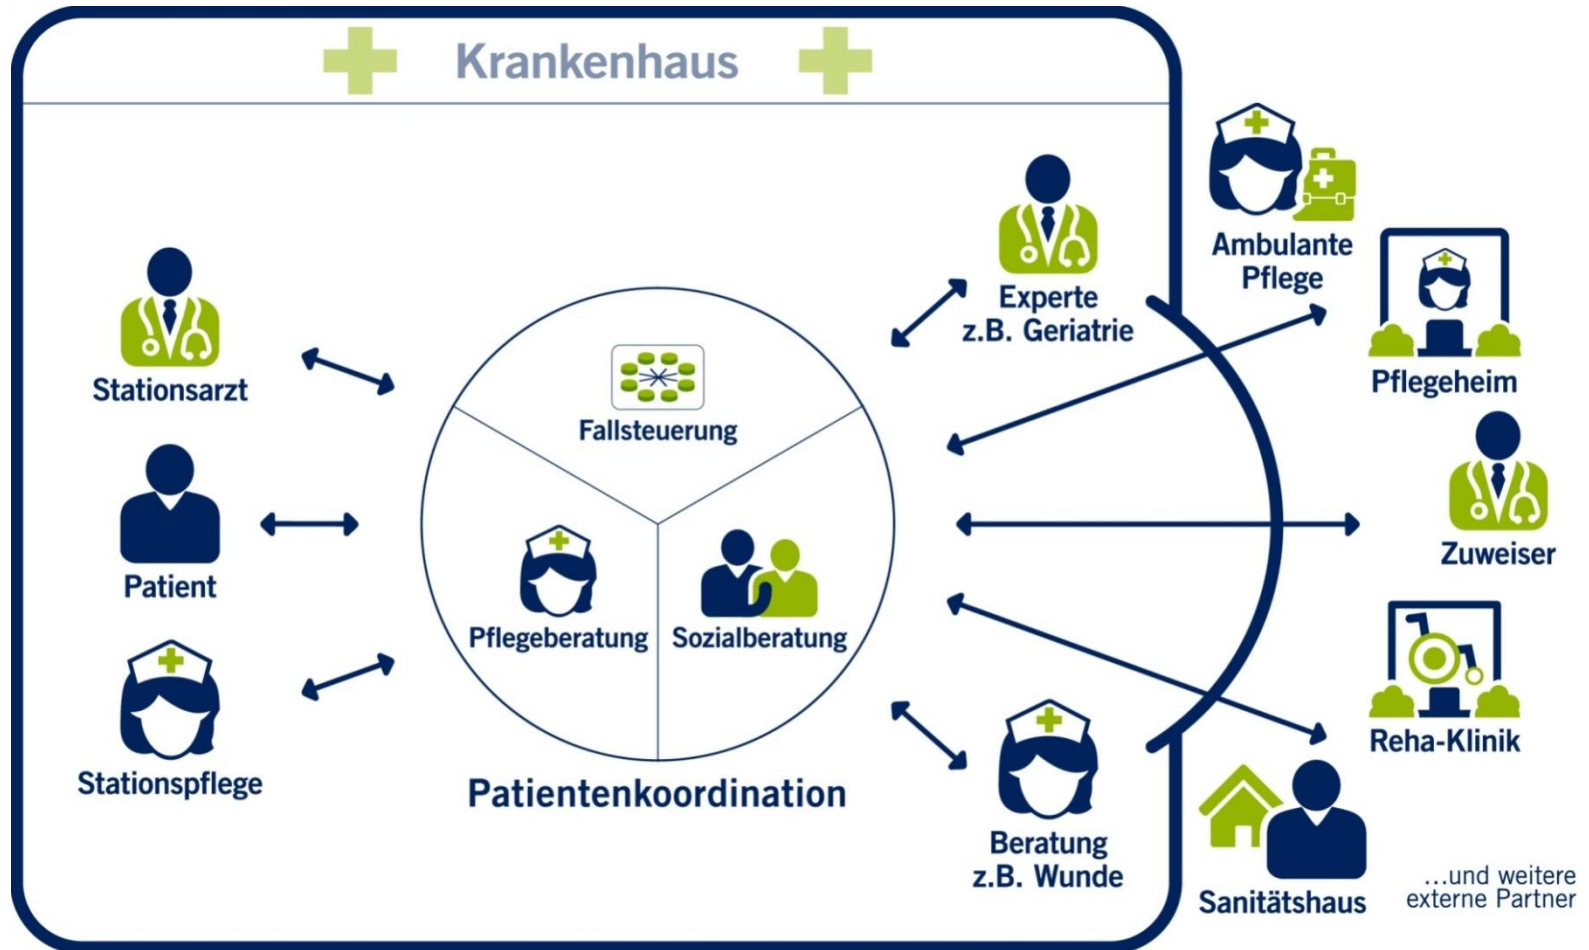 Krankenhaus
Stationsarzt
Patient
Stationspflege
Fallsteuerung
Pflegeberatung
Sozialberatung
Patientenkoordination
Experte
z.B. Geriatrie
Beratung
z.B. Wunde
Ambulante
Pflege
Pflegeheim
Zuweiser
Reha-Klinik
Sanitätshaus
...und weitere
externe Partner